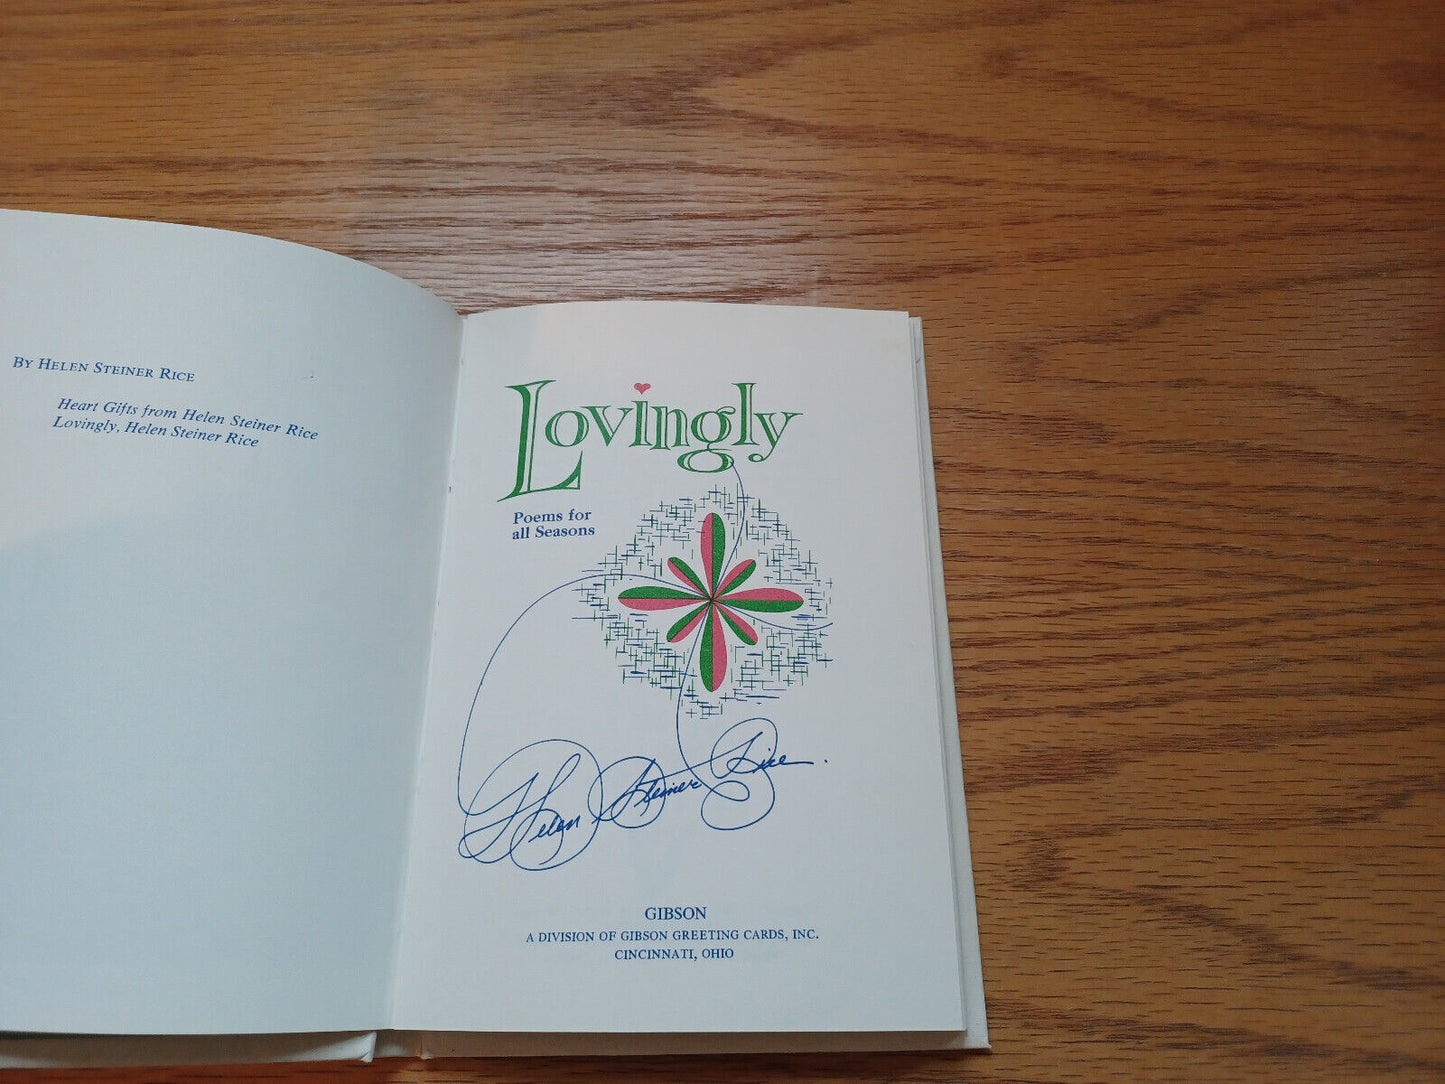 BY HELEN STEINER RICE
Heart Gifts from Helen Steiner Rice
Lovingly, Helen Steiner Rice
Lovingly
Poems for
all Seasons
Helen Steiner Rice.
GIBSON
A DIVISION OF GIBSON GREETING CARDS, INC.
CINCINNATI, OHIO